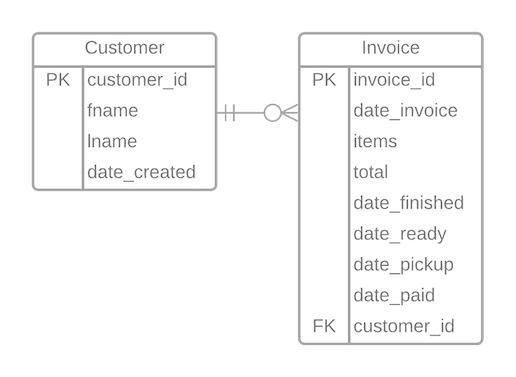 Customer
PK customer_id
fname
lname
date_created
Invoice
PK invoice_id
date_invoice
items
total
date_finished
date_ready
date_pickup
date_paid
FK customer_id